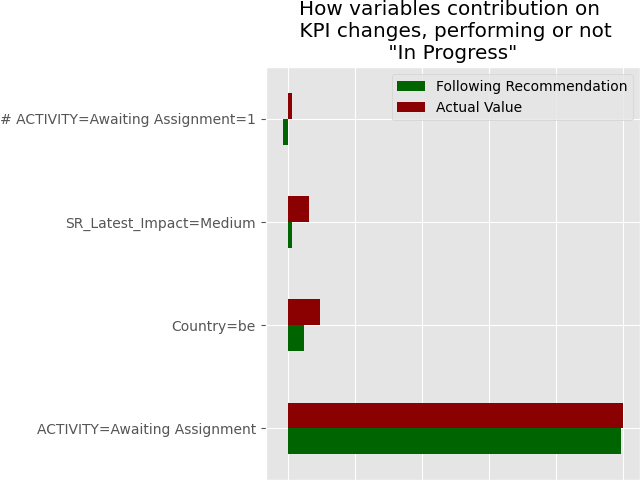 How variables contribution on
KPI changes, performing or not
"In Progress"
Following Recommendation
Actual Value
# ACTIVITY=Awaiting Assignment=1
SR_Latest_Impact=Medium
Country=be
ACTIVITY=Awaiting Assignment